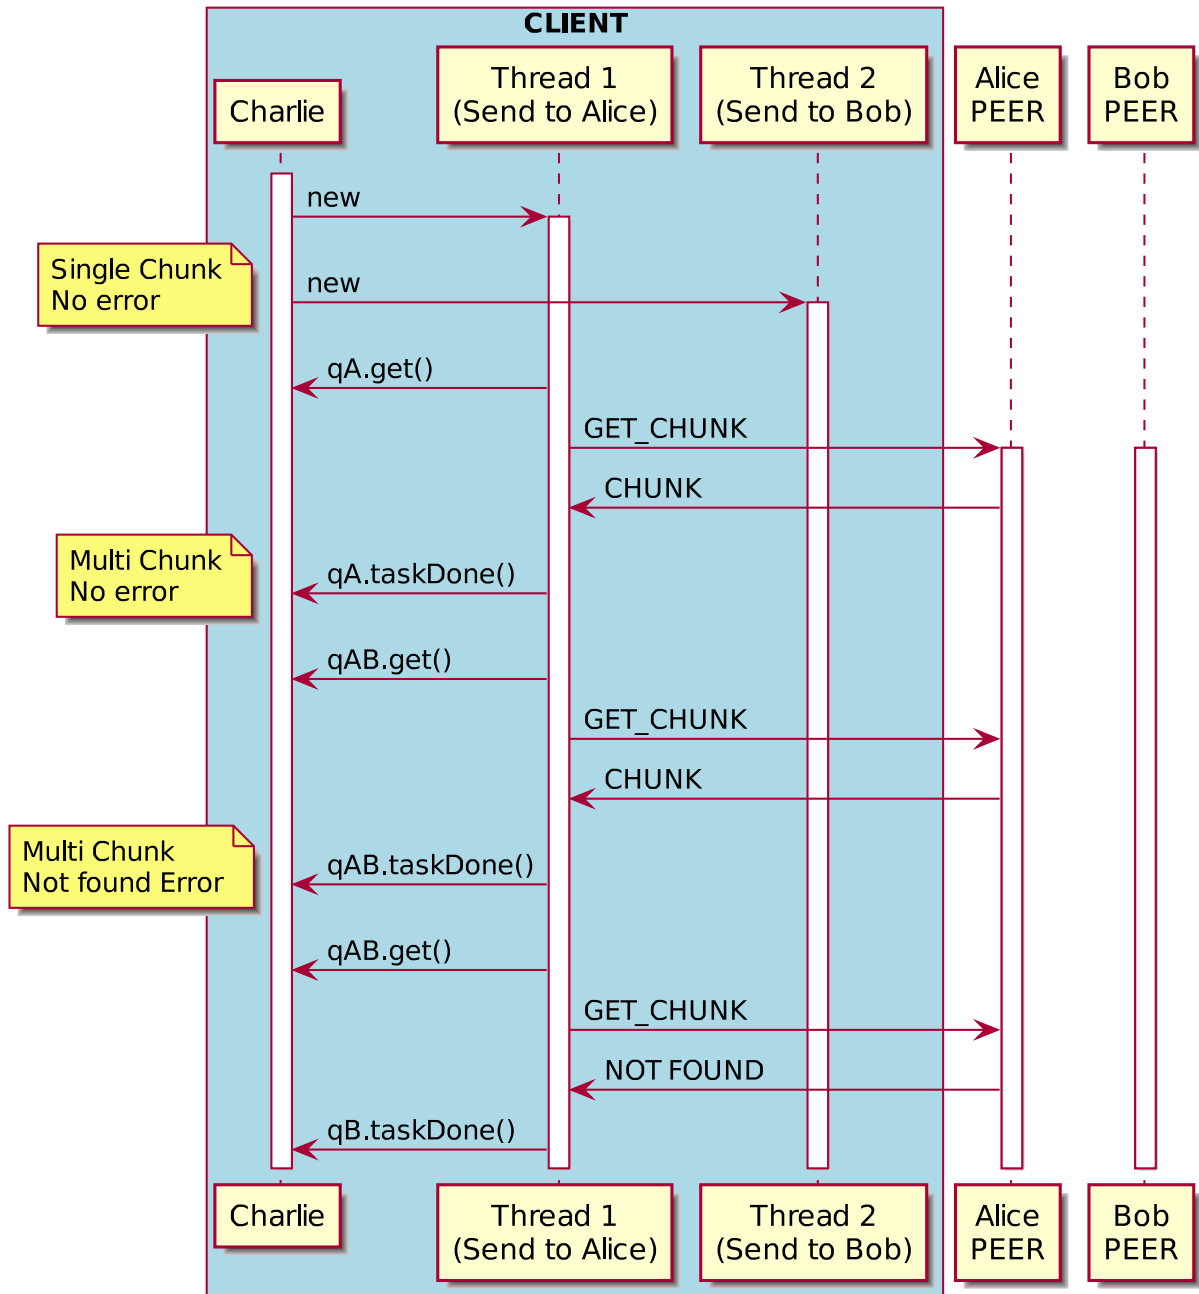 CLIENT
Charlie
Thread 1
(Send to Alice)
Thread 2
(Send to Bob)
Alice
PEER
Bob
PEER
new
Single Chunk
No error
new
qA.get()
GET_CHUNK
CHUNK
Multi Chunk
No error
qA.taskDone()
qAB.get()
GET_CHUNK
CHUNK
Multi Chunk
Not found Error
qAB.taskDone()
qAB.get()
GET_CHUNK
NOT FOUND
qB.taskDone()
Charlie
Thread 1
(Send to Alice)
Thread 2
(Send to Bob)
Alice
PEER
Bob
PEER